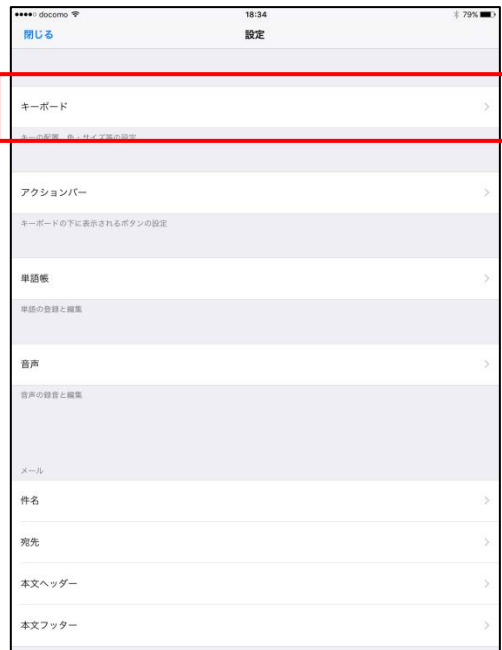 docomo 18:34 79%
閉じる 設定
キーボード
キーの配置、色・サイズ等の設定
アクションバー
キーボードの下に表示されるボタンの設定
単語帳
単語の登録と編集
音声
音声の録音と編集
メール
件名
宛先
本文ヘッダー
本文フッター